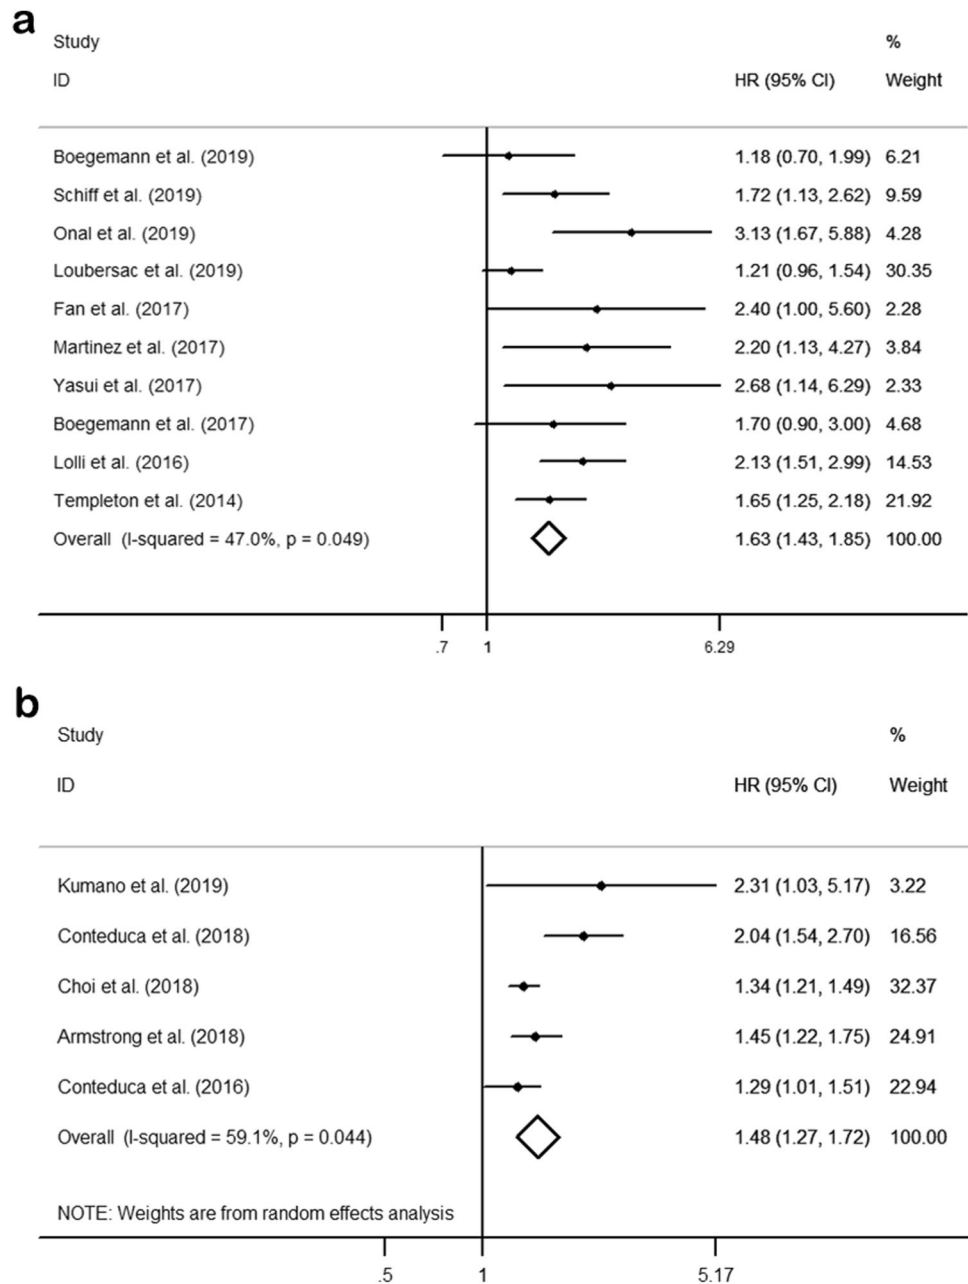 a
Study %
ID HR (95% CI) Weight
Boegemann et al. (2019) 1.18 (0.70, 1.99) 6.21
Schiff et al. (2019) 1.72 (1.13, 2.62) 9.59
Onal et al. (2019) 3.13 (1.67, 5.88) 4.28
Loubersac et al. (2019) 1.21 (0.96, 1.54) 30.35
Fan et al. (2017) 2.40 (1.00, 5.60) 2.28
Martinez et al. (2017) 2.20 (1.13, 4.27) 3.84
Yasui et al. (2017) 2.68 (1.14, 6.29) 2.33
Boegemann et al. (2017) 1.70 (0.90, 3.00) 4.68
Lolli et al. (2016) 2.13 (1.51, 2.99) 14.53
Templeton et al. (2014) 1.65 (1.25, 2.18) 21.92
Overall (I-squared = 47.0%, p = 0.049) 1.63 (1.43, 1.85) 100.00
.7 1 6.29
b
Study %
ID HR (95% CI) Weight
Kumano et al. (2019) 2.31 (1.03, 5.17) 3.22
Conteduca et al. (2018) 2.04 (1.54, 2.70) 16.56
Choi et al. (2018) 1.34 (1.21, 1.49) 32.37
Armstrong et al. (2018) 1.45 (1.22, 1.75) 24.91
Conteduca et al. (2016) 1.29 (1.01, 1.51) 22.94
Overall (I-squared = 59.1%, p = 0.044) 1.48 (1.27, 1.72) 100.00
NOTE: Weights are from random effects analysis
.5 1 5.17